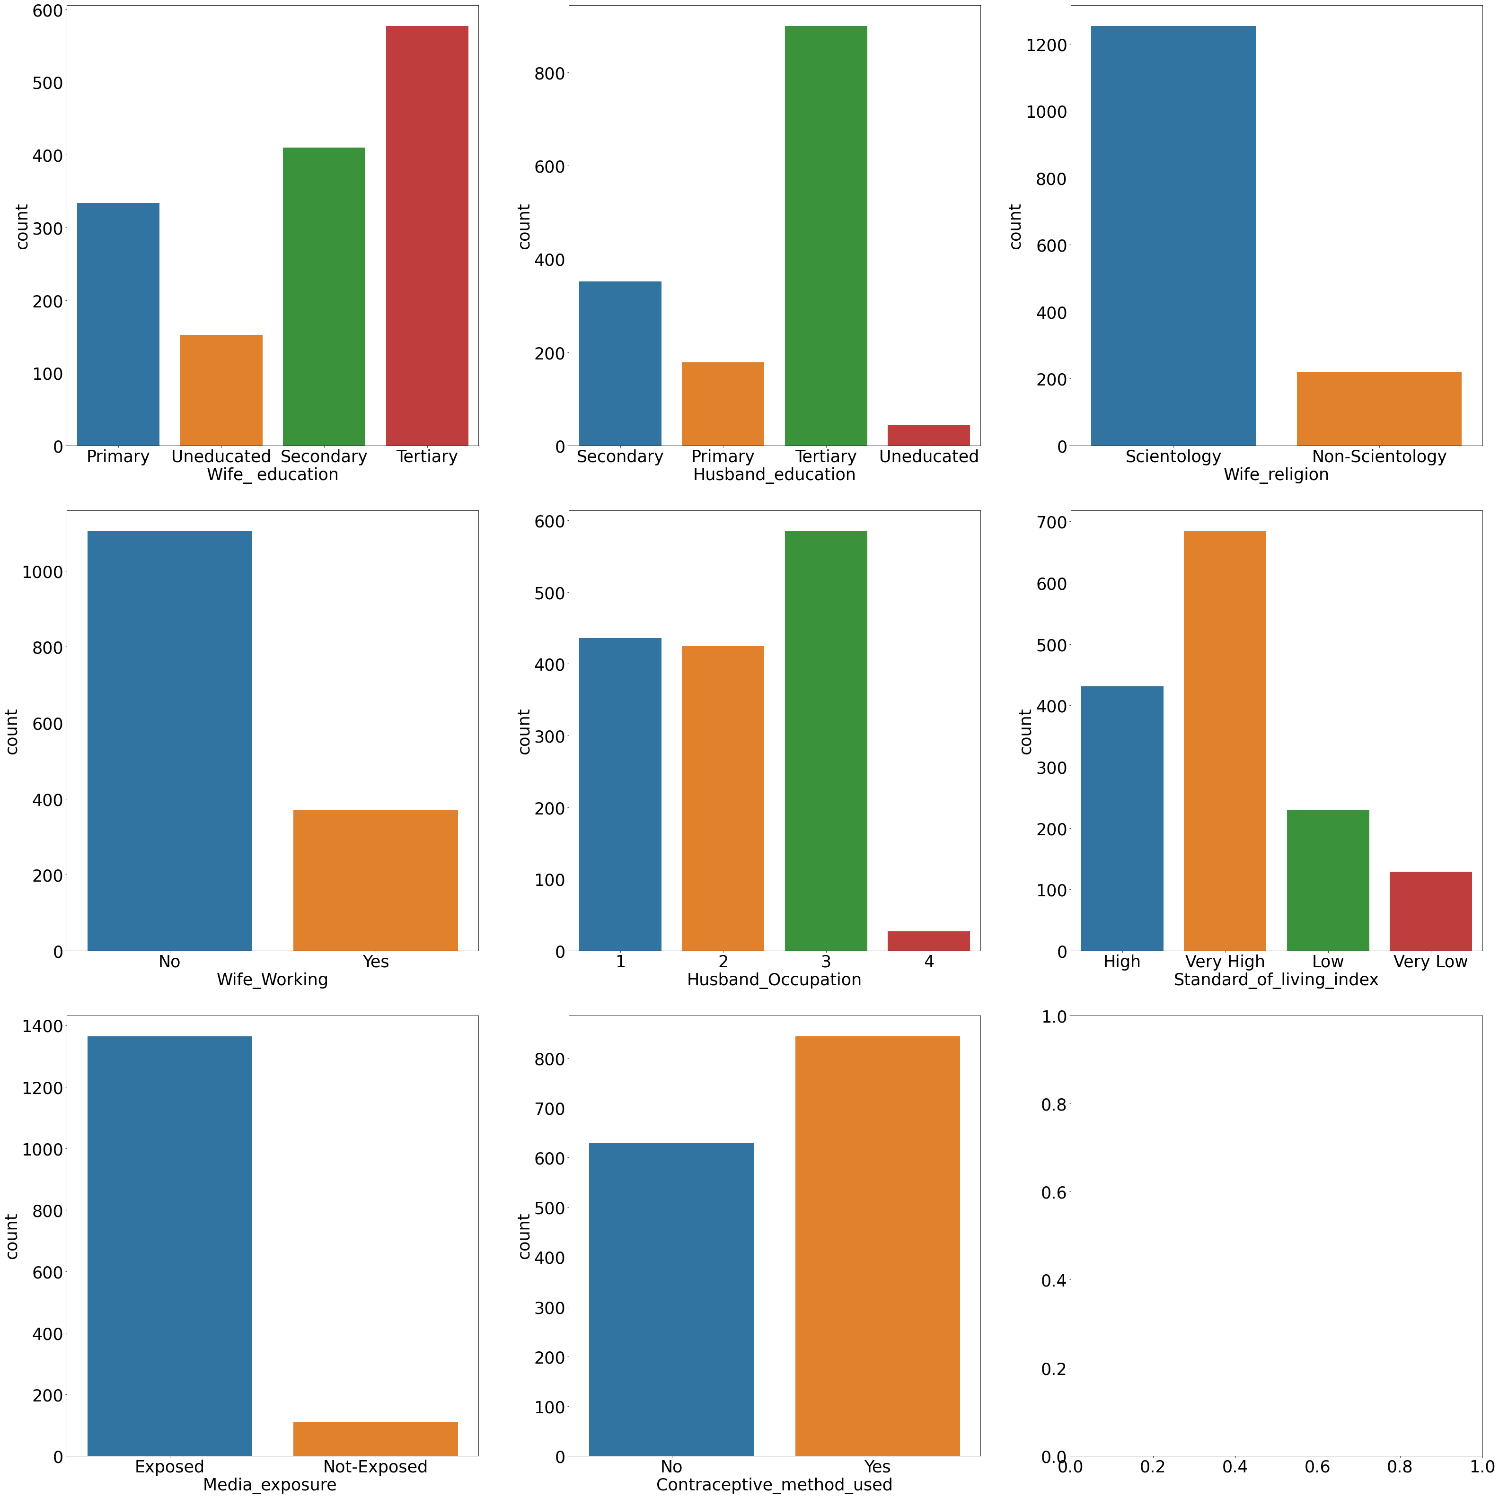 600
500
400
300
200
100
0
count
Primary Uneducated Secondary Tertiary
Wife_ education
800
600
400
200
0
count
Secondary Primary Tertiary Uneducated
Husband_education
1200
1000
800
600
400
200
0
count
Scientology Non-Scientology
Wife_religion
1000
800
600
400
200
0
count
No Yes
Wife_Working
600
500
400
300
200
100
0
count
1 2 3 4
Husband_Occupation
700
600
500
400
300
200
100
0
count
High Very High Low Very Low
Standard_of_living_index
1400
1200
1000
800
600
400
200
0
count
Exposed Not-Exposed
Media_exposure
800
700
600
500
400
300
200
100
0
count
No Yes
Contraceptive_method_used
1.0
0.8
0.6
0.4
0.2
0.0
0.0 0.2 0.4 0.6 0.8 1.0